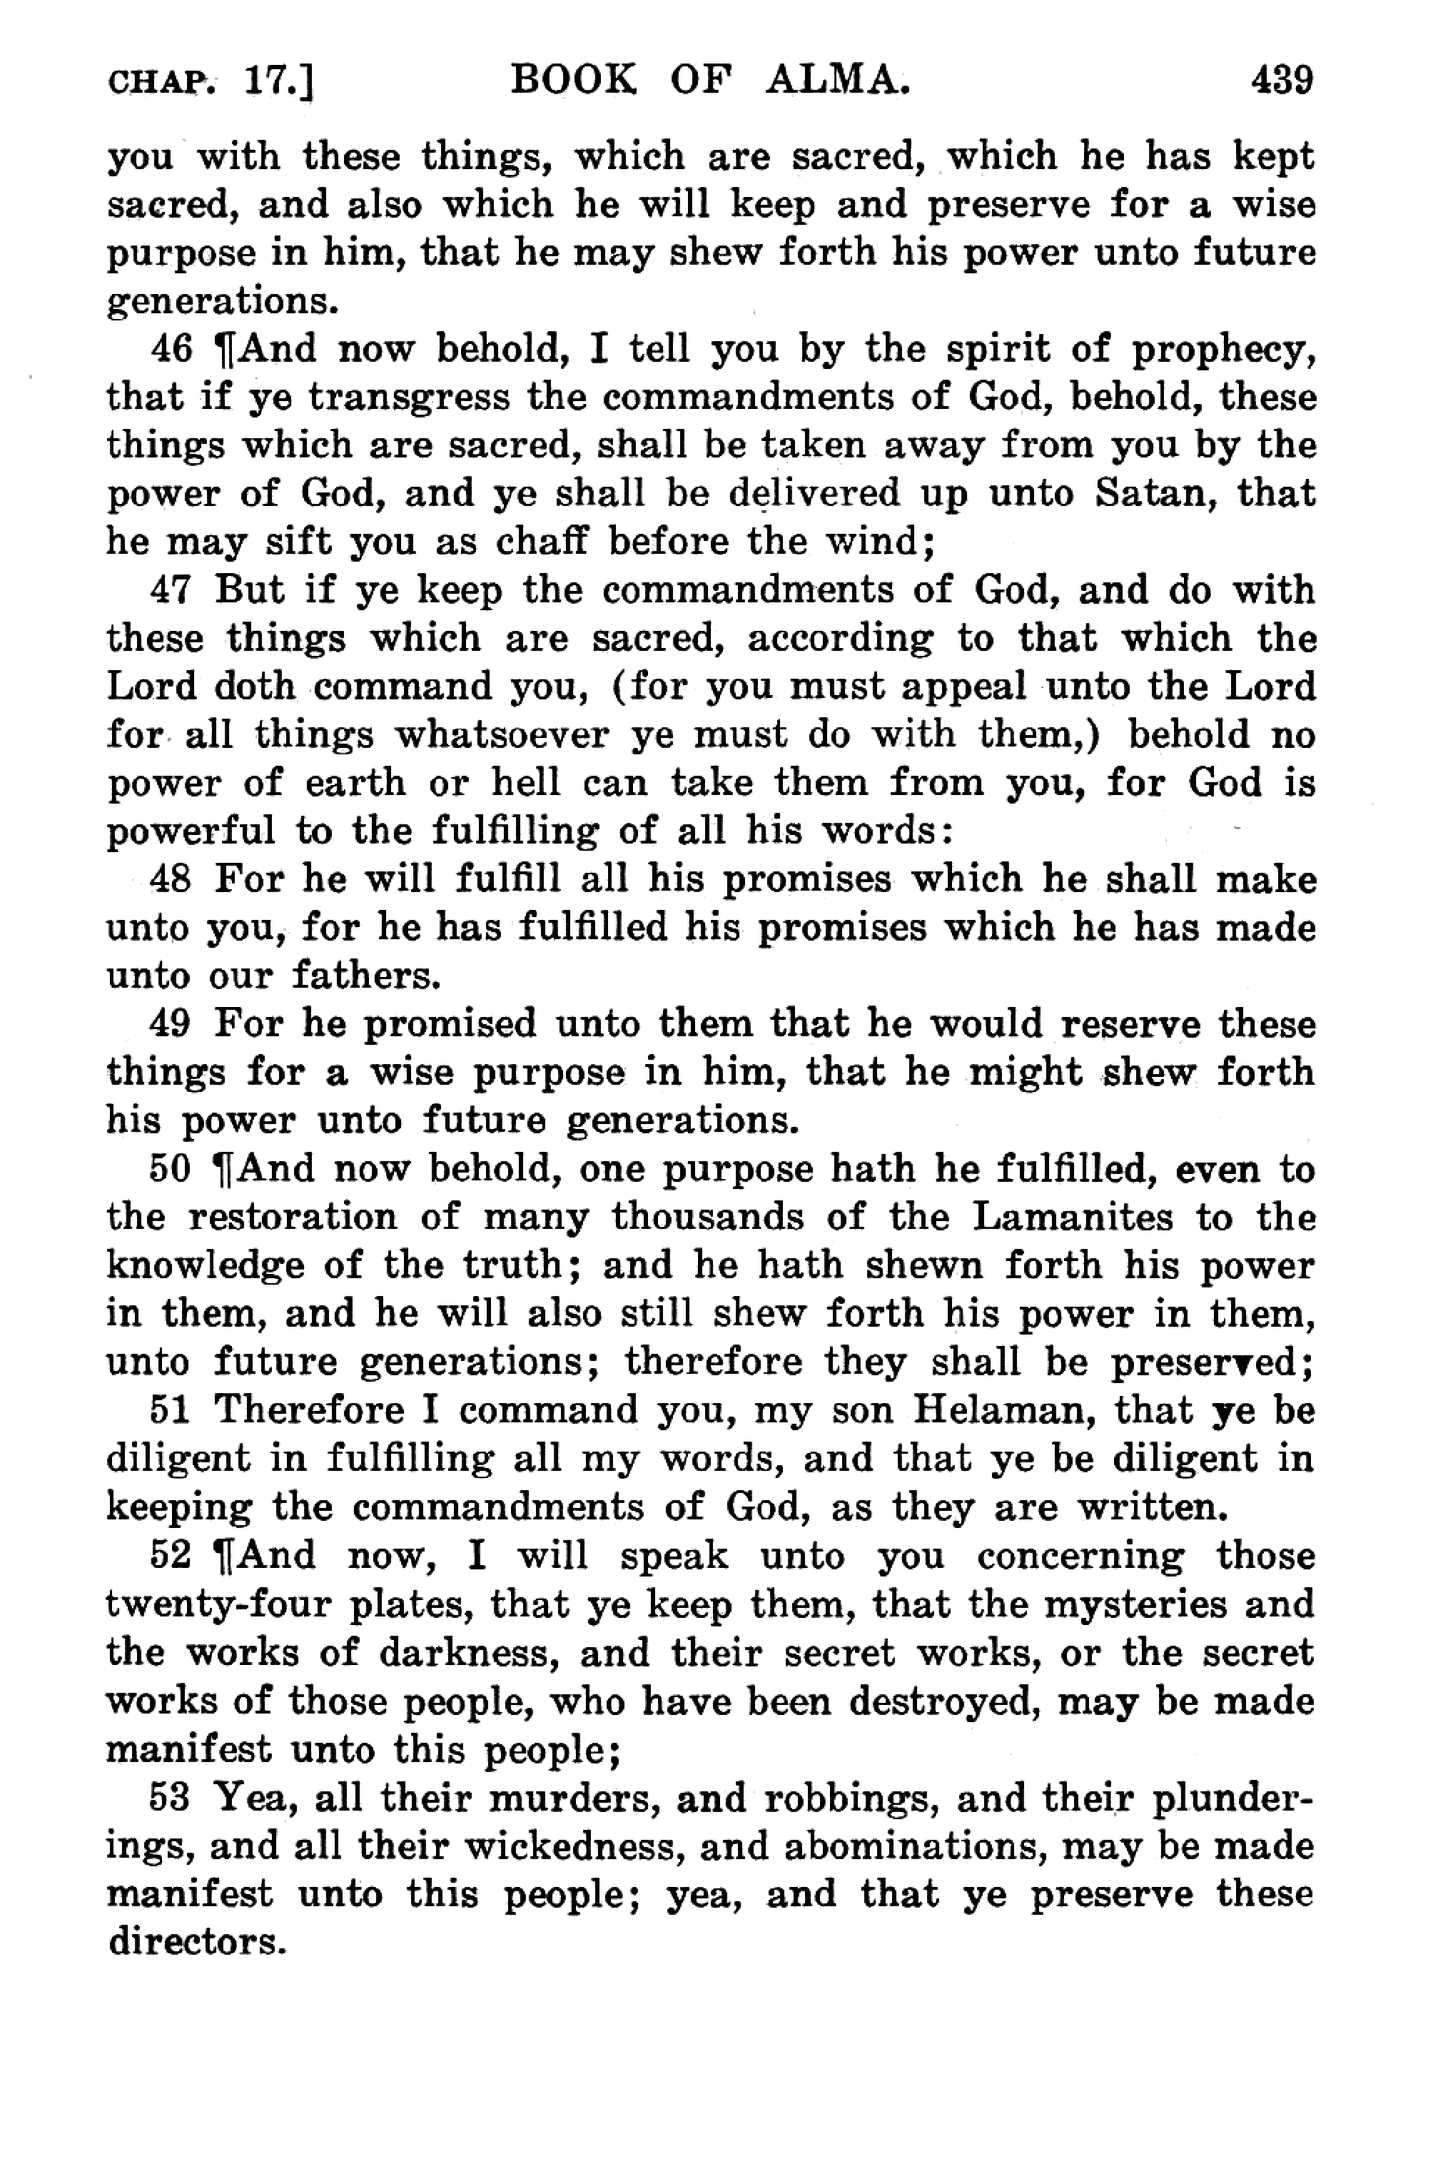 CHAP. 17.] BOOK OF ALMA. 439
you with these things, which are sacred, which he has kept
sacred, and also which he will keep and preserve for a wise
purpose in him, that he may shew forth his power unto future
generations.
46 ¶And now behold, I tell you by the spirit of prophecy,
that if ye transgress the commandments of God, behold, these
things which are sacred, shall be taken away from you by the
power of God, and ye shall be delivered up unto Satan, that
he may sift you as chaff before the wind;
47 But if ye keep the commandments of God, and do with
these things which are sacred, according to that which the
Lord doth command you, (for you must appeal unto the Lord
for all things whatsoever ye must do with them,) behold no
power of earth or hell can take them from you, for God is
powerful to the fulfilling of all his words:
48 For he will fulfill all his promises which he shall make
unto you, for he has fulfilled his promises which he has made
unto our fathers.
49 For he promised unto them that he would reserve these
things for a wise purpose in him, that he might shew forth
his power unto future generations.
50 ¶And now behold, one purpose hath he fulfilled, even to
the restoration of many thousands of the Lamanites to the
knowledge of the truth; and he hath shewn forth his power
in them, and he will also still shew forth his power in them,
unto future generations; therefore they shall be preserved;
51 Therefore I command you, my son Helaman, that ye be
diligent in fulfilling all my words, and that ye be diligent in
keeping the commandments of God, as they are written.
52 ¶And now, I will speak unto you concerning those
twenty-four plates, that ye keep them, that the mysteries and
the works of darkness, and their secret works, or the secret
works of those people, who have been destroyed, may be made
manifest unto this people;
53 Yea, all their murders, and robbings, and their plunder-
ings, and all their wickedness, and abominations, may be made
manifest unto this people; yea, and that ye preserve these
directors.